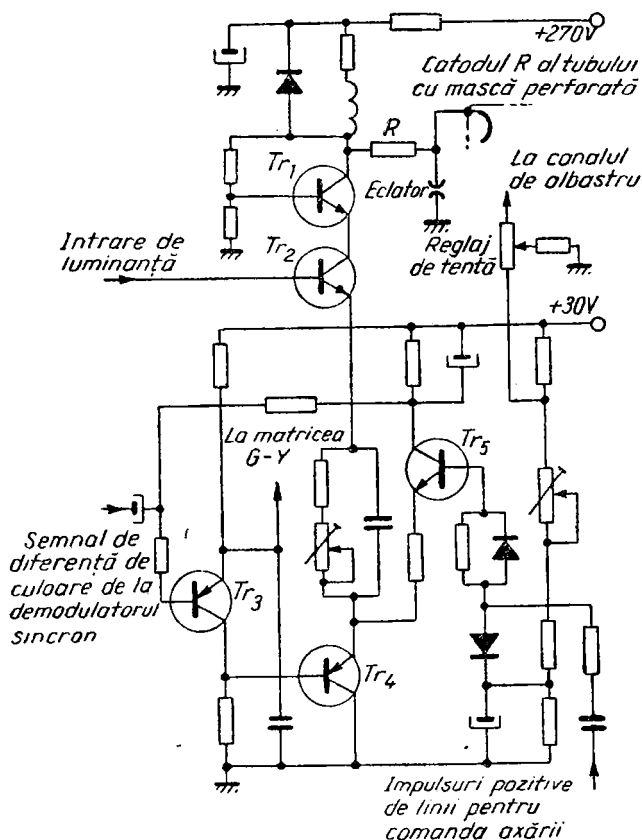 +270V
Catodul R al tubului
cu mască perforată
R
La canalul
de albastru
Tr₁
Eclator
Intrare de
luminanță
Tr₂
Reglaj
de tentă
+30V
La matricea
G-Y
Tr₅
Semnal de
diferență de
culoare de la
demodulatorul
sincron
Tr₃
Tr₄
Impulsuri pozitive
de linii pentru
comanda axării